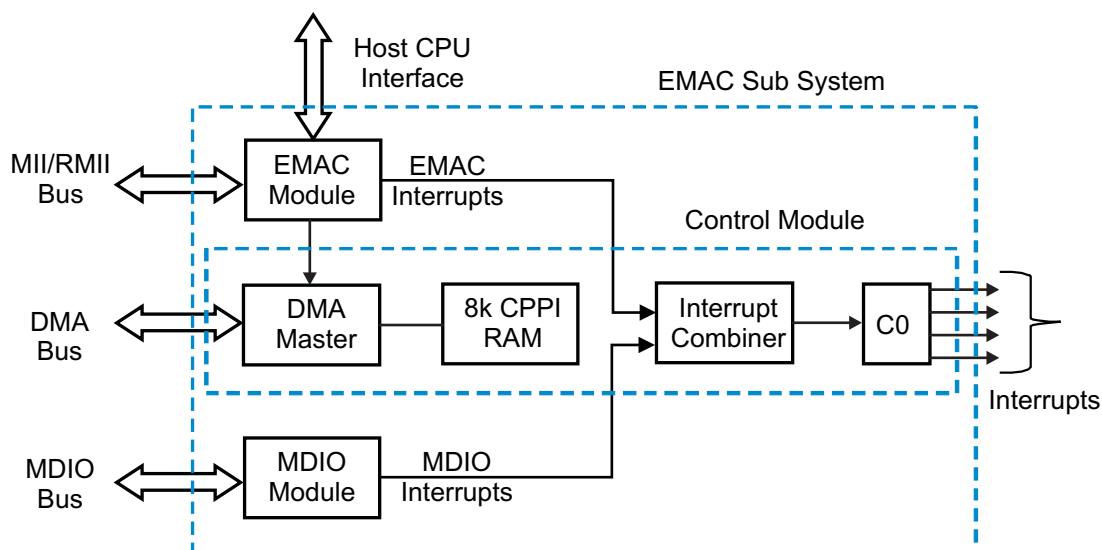 Host CPU
Interface
EMAC Sub System
MII/RMII
Bus
EMAC
Module
EMAC
Interrupts
Control Module
DMA
Bus
DMA
Master
8k CPPI
RAM
Interrupt
Combiner
C0
Interrupts
MDIO
Bus
MDIO
Module
MDIO
Interrupts